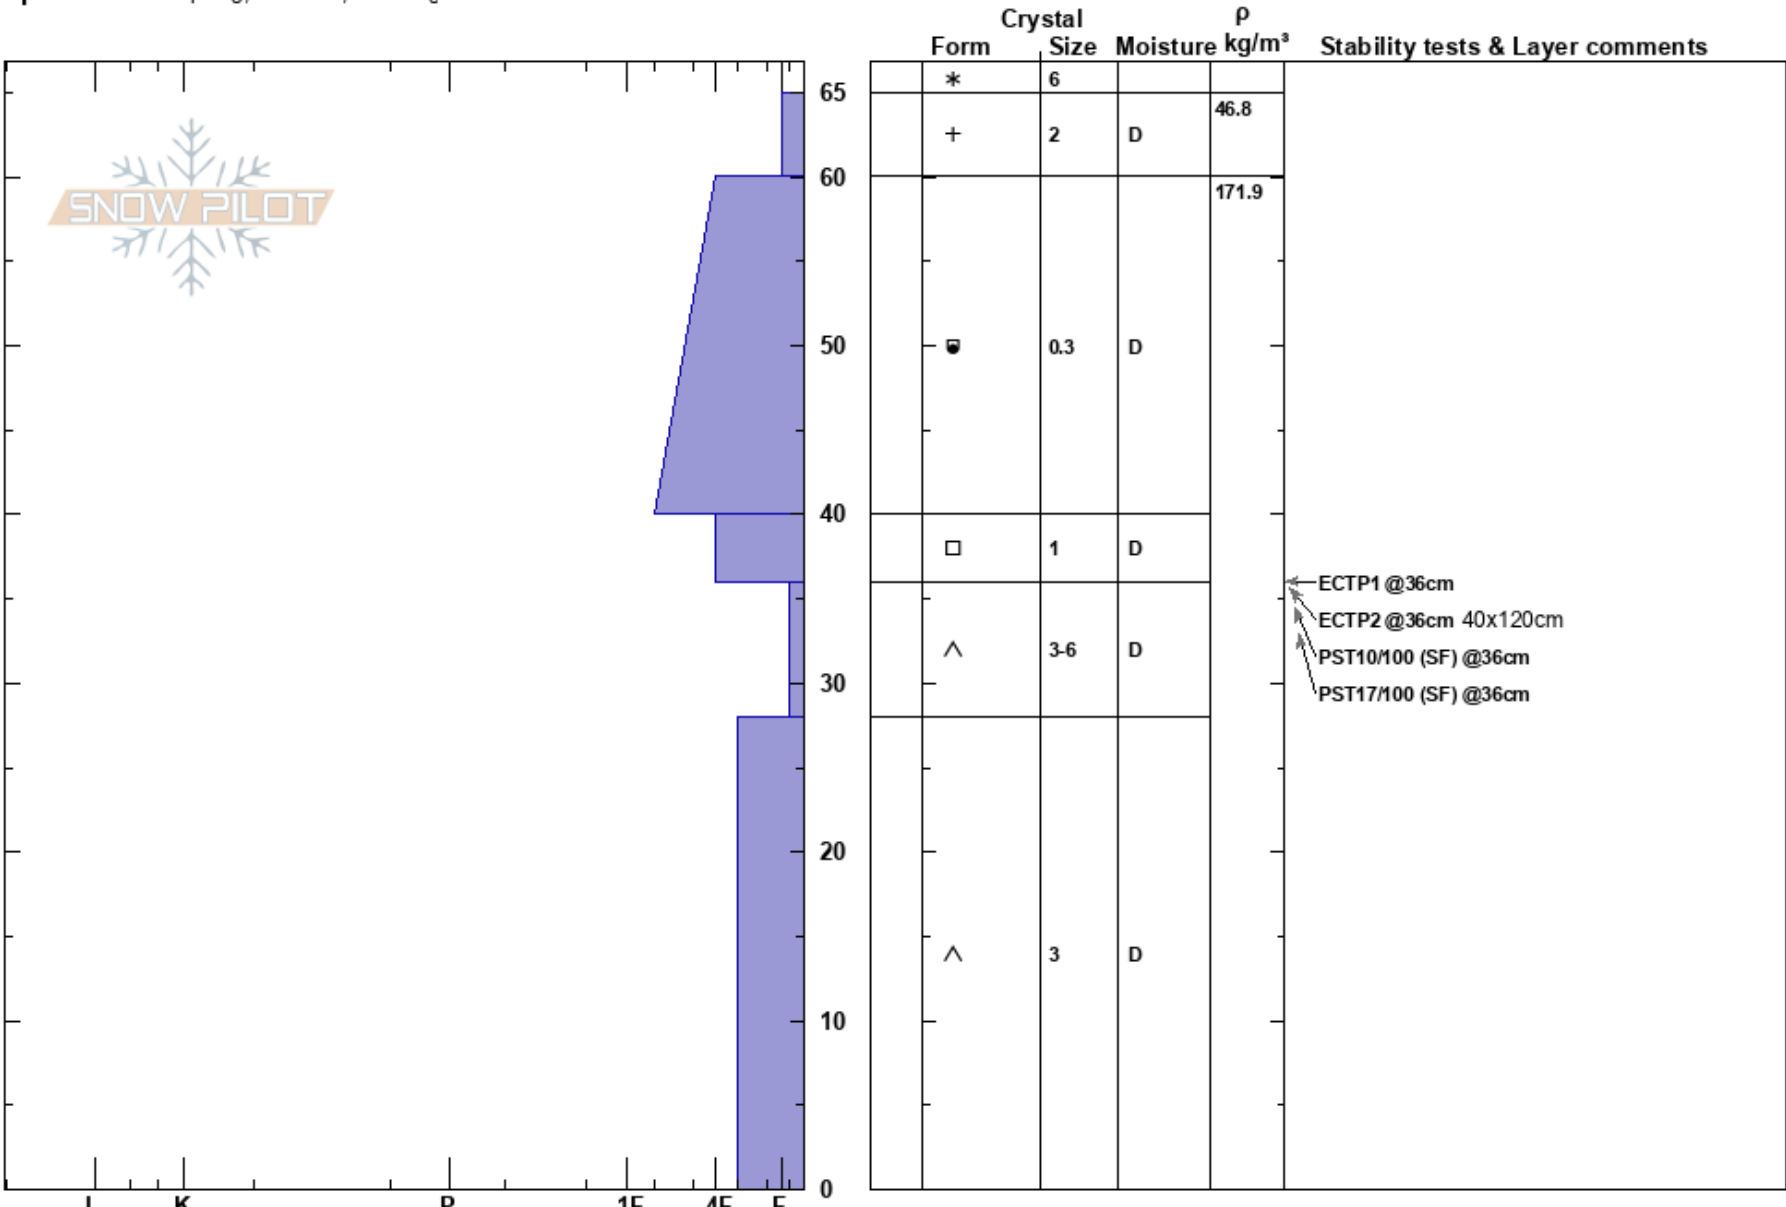 Crystal ρ
Form Size Moisture kg/m³ Stability tests & Layer comments
6
65
46.8
2 D
60
171.9
SNOW PILOT
50 0.3 D
40
1 D
ECTP1 @36cm
ECTP2 @36cm 40x120cm
3-6 D
PST10/100 (SF) @36cm
30
PST17/100 (SF) @36cm
20
3 D
10
0
I K P 1F 4F F